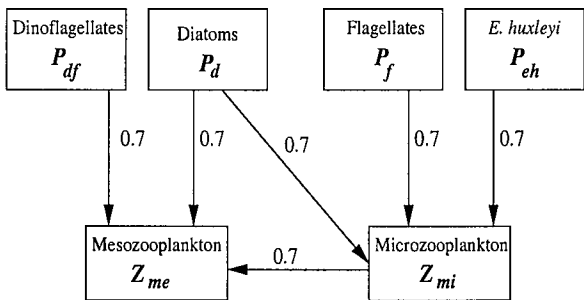 Dinoflagellates
P_df
Diatoms
P_d
Flagellates
P_f
E. huxleyi
P_eh
0.7
0.7
0.7
0.7
0.7
Mesozooplankton
Z_me
0.7
Microzooplankton
Z_mi